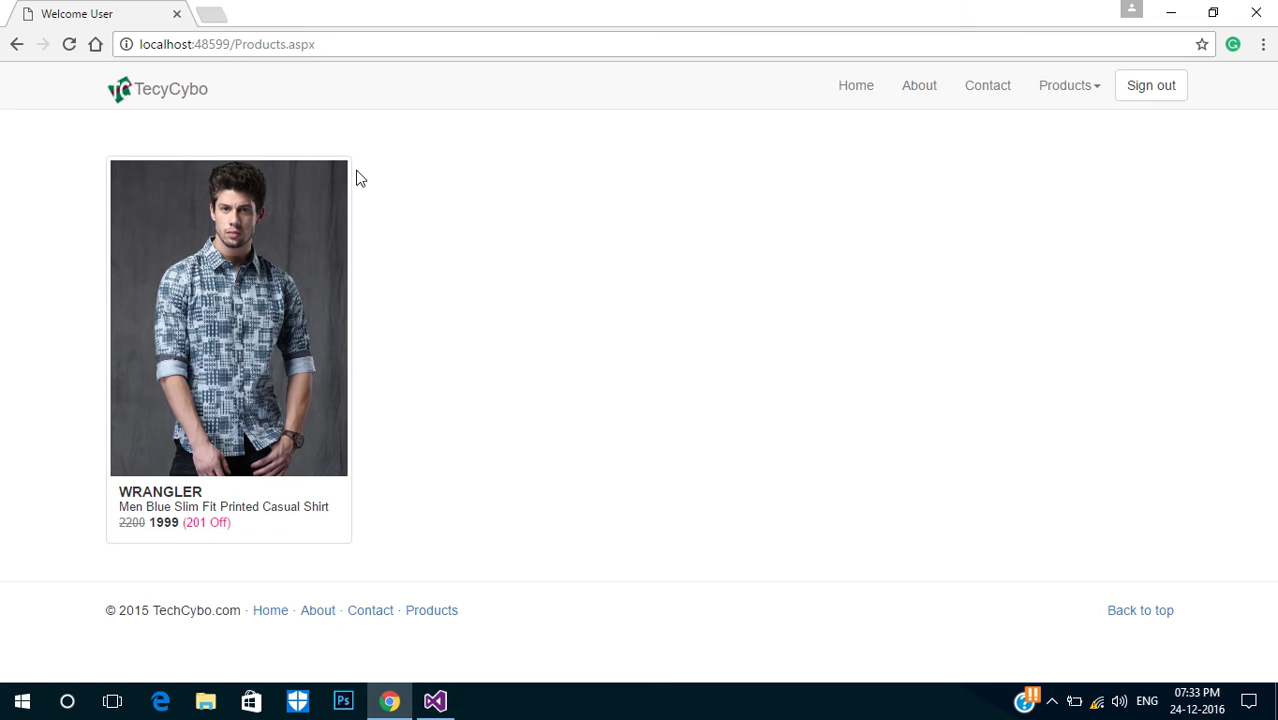 Welcome User
localhost:48599/Products.aspx
TecyCybo
Home About Contact Products Sign out
WRANGLER
Men Blue Slim Fit Printed Casual Shirt
2200 1999 (201 Off)
© 2015 TechCybo.com · Home · About · Contact · Products
Back to top
Ps
ENG
07:33 PM
24-12-2016